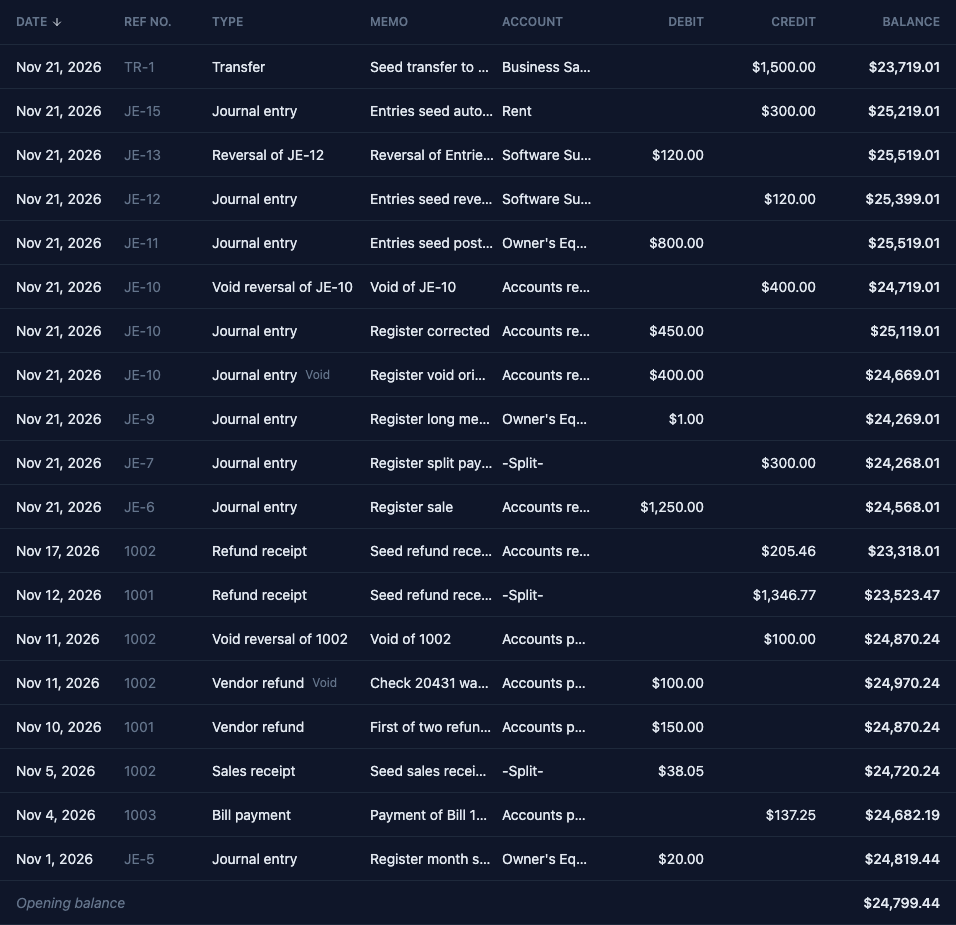 DATE ↓ REF NO. TYPE MEMO ACCOUNT DEBIT CREDIT BALANCE
Nov 21, 2026 TR-1 Transfer Seed transfer to ... Business Sa... $1,500.00 $23,719.01
Nov 21, 2026 JE-15 Journal entry Entries seed auto... Rent $300.00 $25,219.01
Nov 21, 2026 JE-13 Reversal of JE-12 Reversal of Entrie... Software Su... $120.00 $25,519.01
Nov 21, 2026 JE-12 Journal entry Entries seed reve... Software Su... $120.00 $25,399.01
Nov 21, 2026 JE-11 Journal entry Entries seed post... Owner's Eq... $800.00 $25,519.01
Nov 21, 2026 JE-10 Void reversal of JE-10 Void of JE-10 Accounts re... $400.00 $24,719.01
Nov 21, 2026 JE-10 Journal entry Register corrected Accounts re... $450.00 $25,119.01
Nov 21, 2026 JE-10 Journal entry Void Register void ori... Accounts re... $400.00 $24,669.01
Nov 21, 2026 JE-9 Journal entry Register long me... Owner's Eq... $1.00 $24,269.01
Nov 21, 2026 JE-7 Journal entry Register split pay... -Split- $300.00 $24,268.01
Nov 21, 2026 JE-6 Journal entry Register sale Accounts re... $1,250.00 $24,568.01
Nov 17, 2026 1002 Refund receipt Seed refund rece... Accounts re... $205.46 $23,318.01
Nov 12, 2026 1001 Refund receipt Seed refund rece... -Split- $1,346.77 $23,523.47
Nov 11, 2026 1002 Void reversal of 1002 Void of 1002 Accounts p... $100.00 $24,870.24
Nov 11, 2026 1002 Vendor refund Void Check 20431 wa... Accounts p... $100.00 $24,970.24
Nov 10, 2026 1001 Vendor refund First of two refun... Accounts p... $150.00 $24,870.24
Nov 5, 2026 1002 Sales receipt Seed sales recei... -Split- $38.05 $24,720.24
Nov 4, 2026 1003 Bill payment Payment of Bill 1... Accounts p... $137.25 $24,682.19
Nov 1, 2026 JE-5 Journal entry Register month s... Owner's Eq... $20.00 $24,819.44
Opening balance $24,799.44